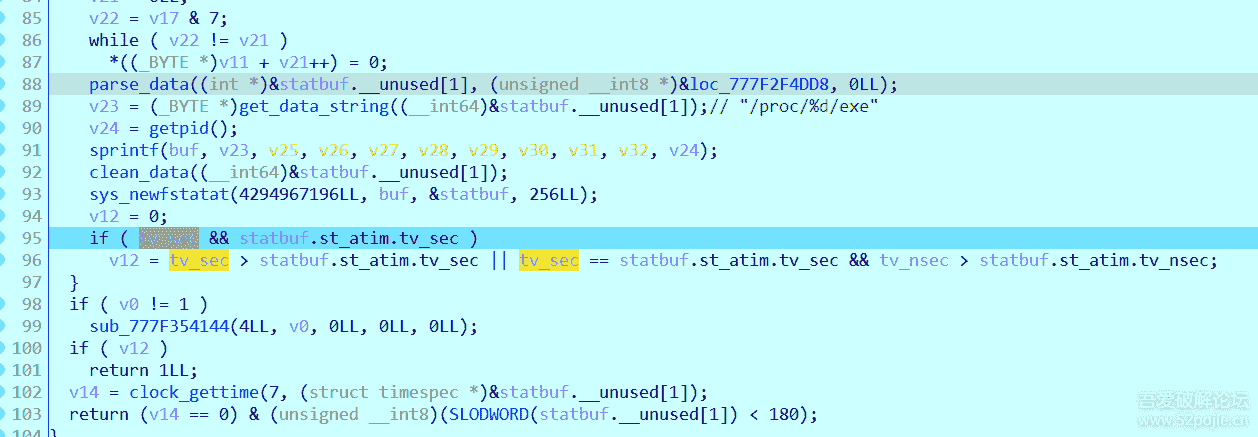 85 v22 = v17 & 7;
86 while ( v22 != v21 )
87 *((_BYTE *)v11 + v21++) = 0;
88 parse_data((int *)&statbuf.__unused[1], (unsigned __int8 *)&loc_777F2F4DD8, 0LL);
89 v23 = (_BYTE *)get_data_string((__int64)&statbuf.__unused[1]);// "/proc/%d/exe"
90 v24 = getpid();
91 sprintf(buf, v23, v25, v26, v27, v28, v29, v30, v31, v32, v24);
92 clean_data((__int64)&statbuf.__unused[1]);
93 sys_newfstatat(4294967196LL, buf, &statbuf, 256LL);
94 v12 = 0;
95 if ( tv_sec && statbuf.st_atim.tv_sec )
96 v12 = tv_sec > statbuf.st_atim.tv_sec || tv_sec == statbuf.st_atim.tv_sec && tv_nsec > statbuf.st_atim.tv_nsec;
97 }
98 if ( v0 != 1 )
99 sub_777F354144(4LL, v0, 0LL, 0LL, 0LL);
100 if ( v12 )
101 return 1LL;
102 v14 = clock_gettime(7, (struct timespec *)&statbuf.__unused[1]);
103 return (v14 == 0) & (unsigned __int8)(SLODWORD(statbuf.__unused[1]) < 180);
104 }
吾爱破解论坛
www.52pojie.cn